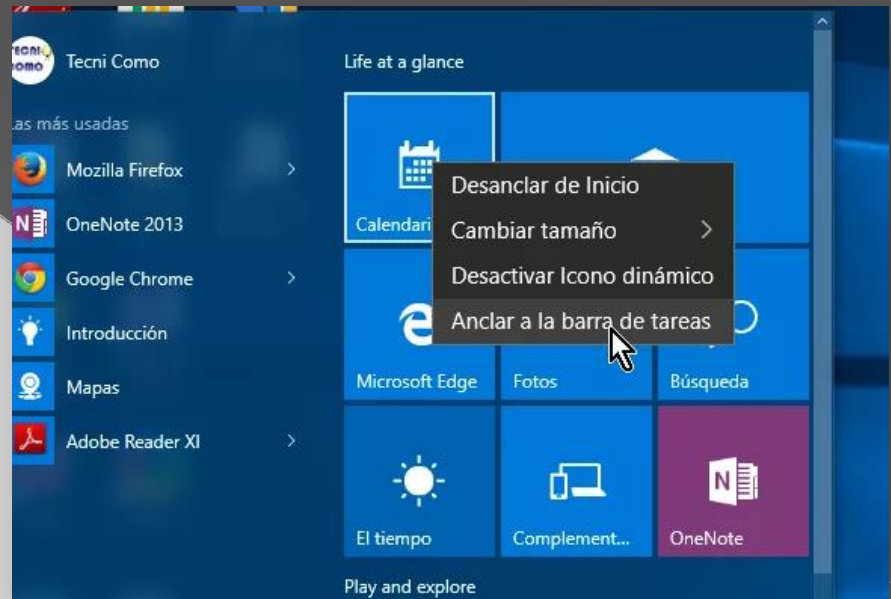 TECNI
COMO
Tecni Como
Las más usadas
Mozilla Firefox
OneNote 2013
Google Chrome
Introducción
Mapas
Adobe Reader XI
Life at a glance
Calendari
Desanclar de Inicio
Cambiar tamaño
Desactivar Icono dinámico
Anclar a la barra de tareas
Microsoft Edge
Fotos
Búsqueda
El tiempo
Complement...
OneNote
Play and explore